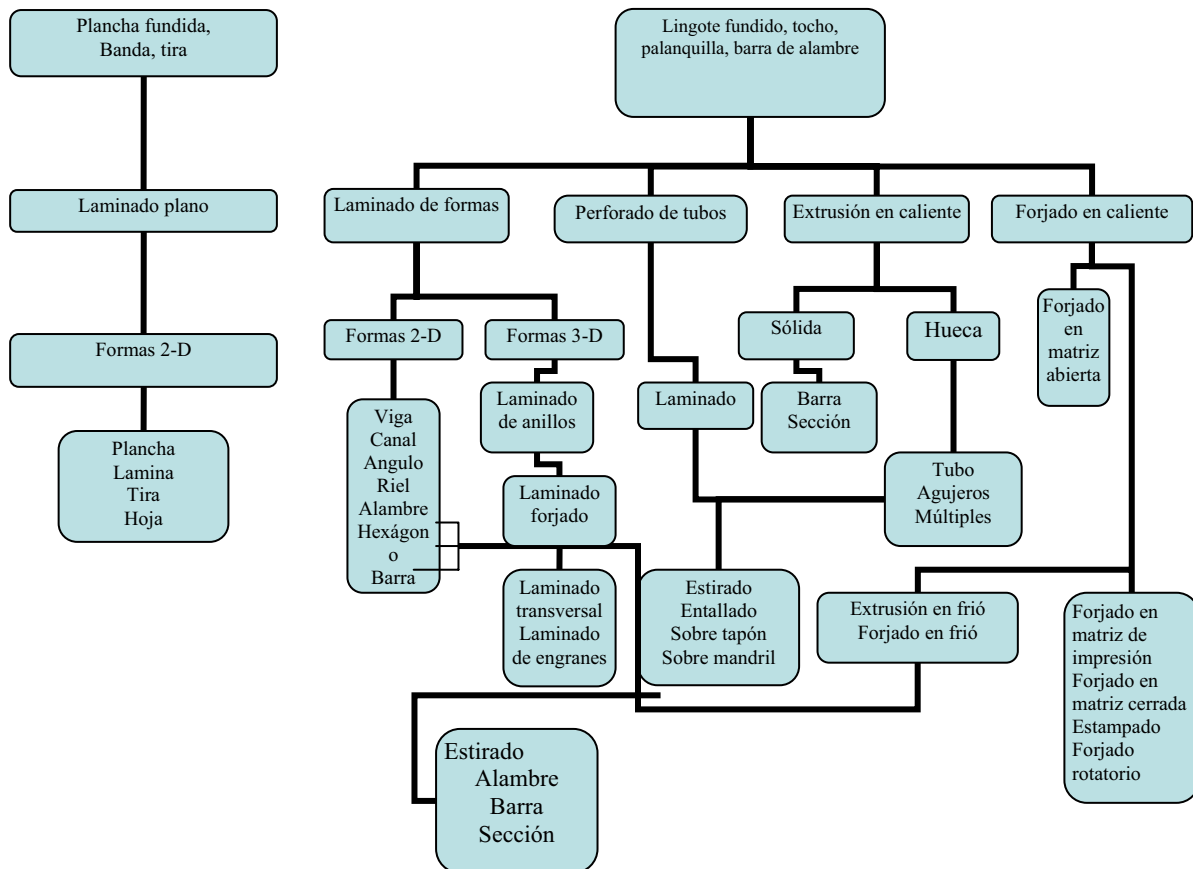 Plancha fundida,
Banda, tira
Laminado plano
Formas 2-D
Plancha
Lamina
Tira
Hoja
Lingote fundido, tocho,
palanquilla, barra de alambre
Laminado de formas
Perforado de tubos
Extrusión en caliente
Forjado en caliente
Formas 2-D
Formas 3-D
Sólida
Hueca
Forjado
en
matriz
abierta
Viga
Canal
Angulo
Riel
Alambre
Hexágon
o
Barra
Laminado
de anillos
Laminado
Barra
Sección
Laminado
forjado
Tubo
Agujeros
Múltiples
Laminado
transversal
Laminado
de engranes
Estirado
Entallado
Sobre tapón
Sobre mandril
Extrusión en frió
Forjado en frió
Forjado en
matriz de
impresión
Forjado en
matriz cerrada
Estampado
Forjado
rotatorio
Estirado
Alambre
Barra
Sección